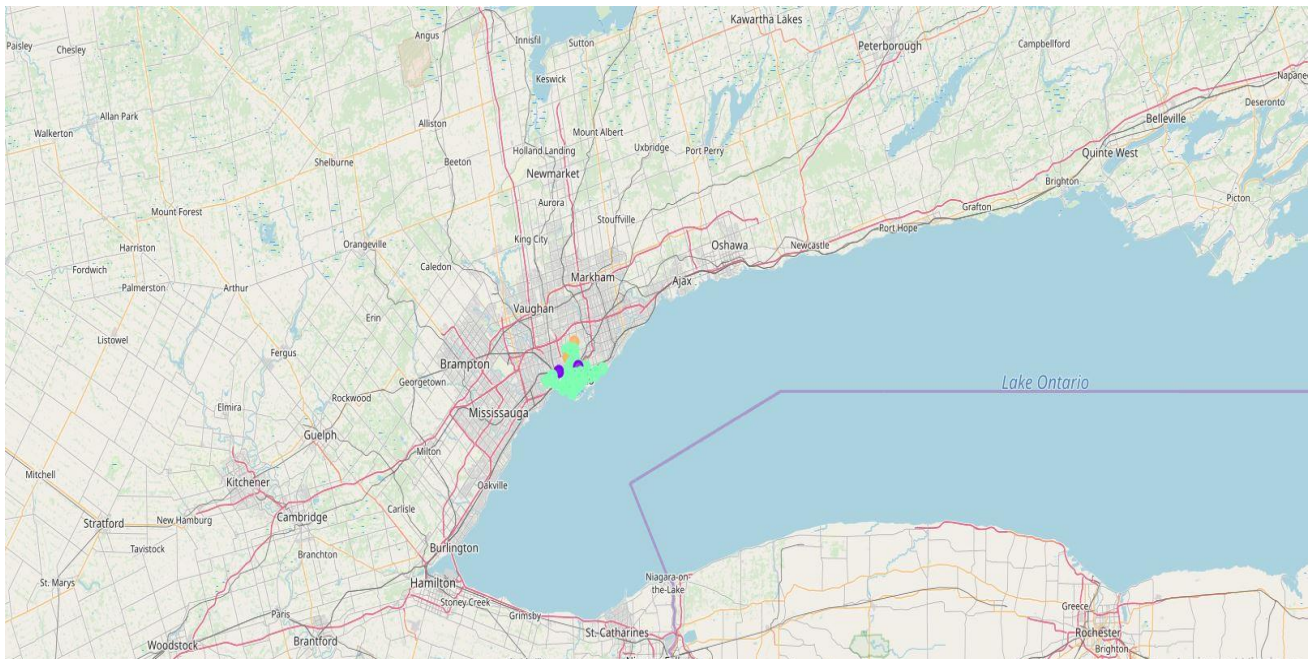 Kawartha Lakes
Paisley
Chesley
Angus
Innisfil
Sutton
Peterborough
Campbellford
Keswick
Napanee
Deseronto
Allan Park
Alliston
Mount Albert
Belleville
Walkerton
Shelburne
Beeton
Holland Landing
Uxbridge
Port Perry
Quinte West
Newmarket
Brighton
Picton
Mount Forest
Aurora
Stouffville
Grafton
Port Hope
Harriston
Orangeville
King City
Oshawa
Newcastle
Fordwich
Palmerston
Arthur
Caledon
Markham
Ajax
Vaughan
Erin
Listowel
Fergus
Brampton
Georgetown
Lake Ontario
Elmira
Rockwood
Mississauga
Guelph
Milton
Mitchell
Kitchener
Oakville
Stratford
New Hamburg
Cambridge
Carlisle
Tavistock
Branchton
Burlington
St. Marys
Hamilton
Niagara-on
-the-Lake
Stoney Creek
Greece
Paris
Grimsby
Woodstock
Brantford
St. Catharines
Rochester
Brighton